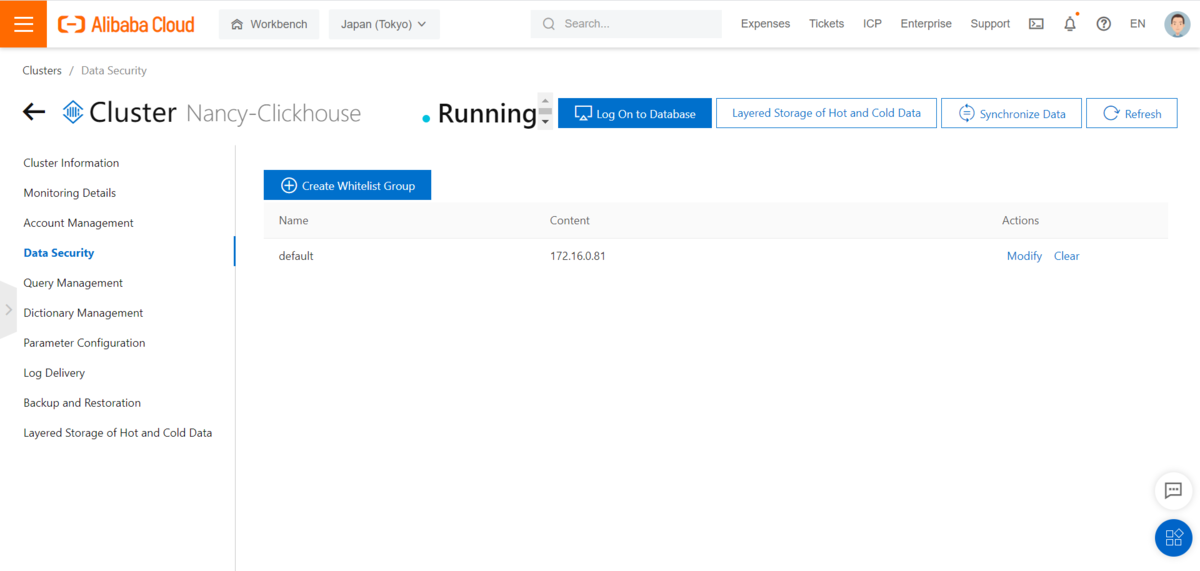 Alibaba Cloud Workbench Japan (Tokyo) Search... Expenses Tickets ICP Enterprise Support EN
Clusters / Data Security
Cluster Nancy-Clickhouse Running Log On to Database Layered Storage of Hot and Cold Data Synchronize Data Refresh
Cluster Information
Monitoring Details
Account Management
Data Security
Query Management
Dictionary Management
Parameter Configuration
Log Delivery
Backup and Restoration
Layered Storage of Hot and Cold Data
Create Whitelist Group
Name Content Actions
default 172.16.0.81 Modify Clear